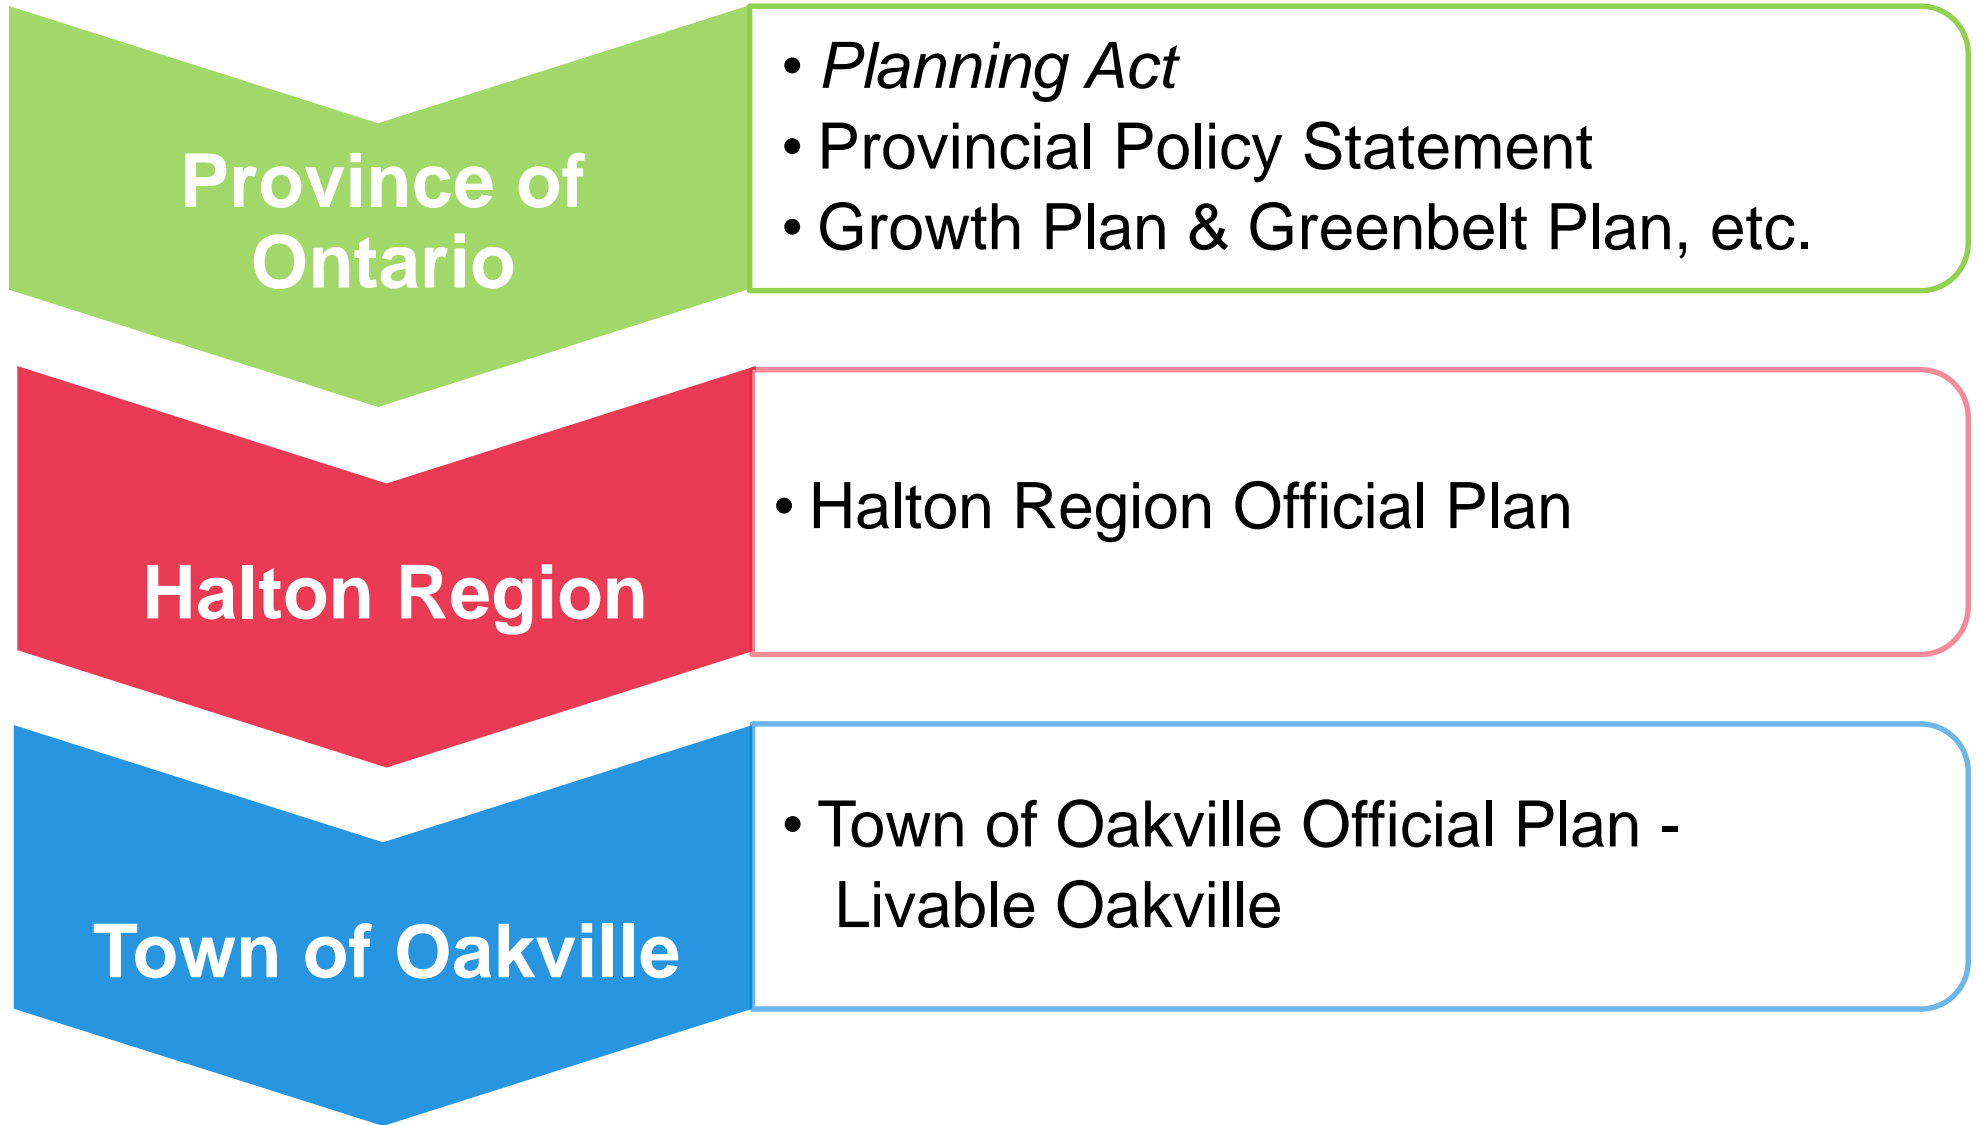 Province of
Ontario
• Planning Act
• Provincial Policy Statement
• Growth Plan & Greenbelt Plan, etc.
Halton Region
• Halton Region Official Plan
Town of Oakville
• Town of Oakville Official Plan -
Livable Oakville